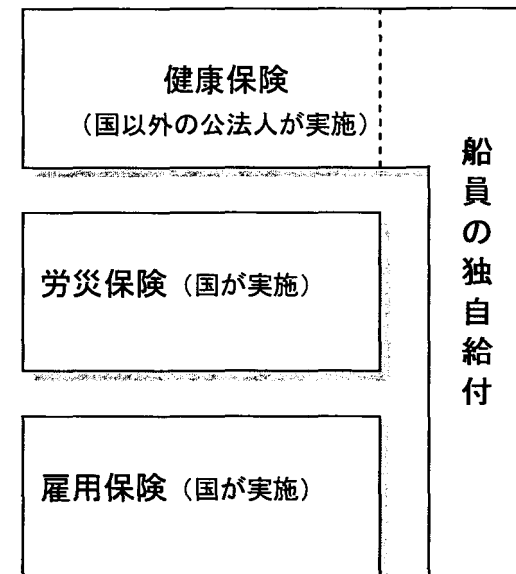 健康保険
（国以外の公法人が実施）
船員の独自給付
労災保険（国が実施）
雇用保険（国が実施）